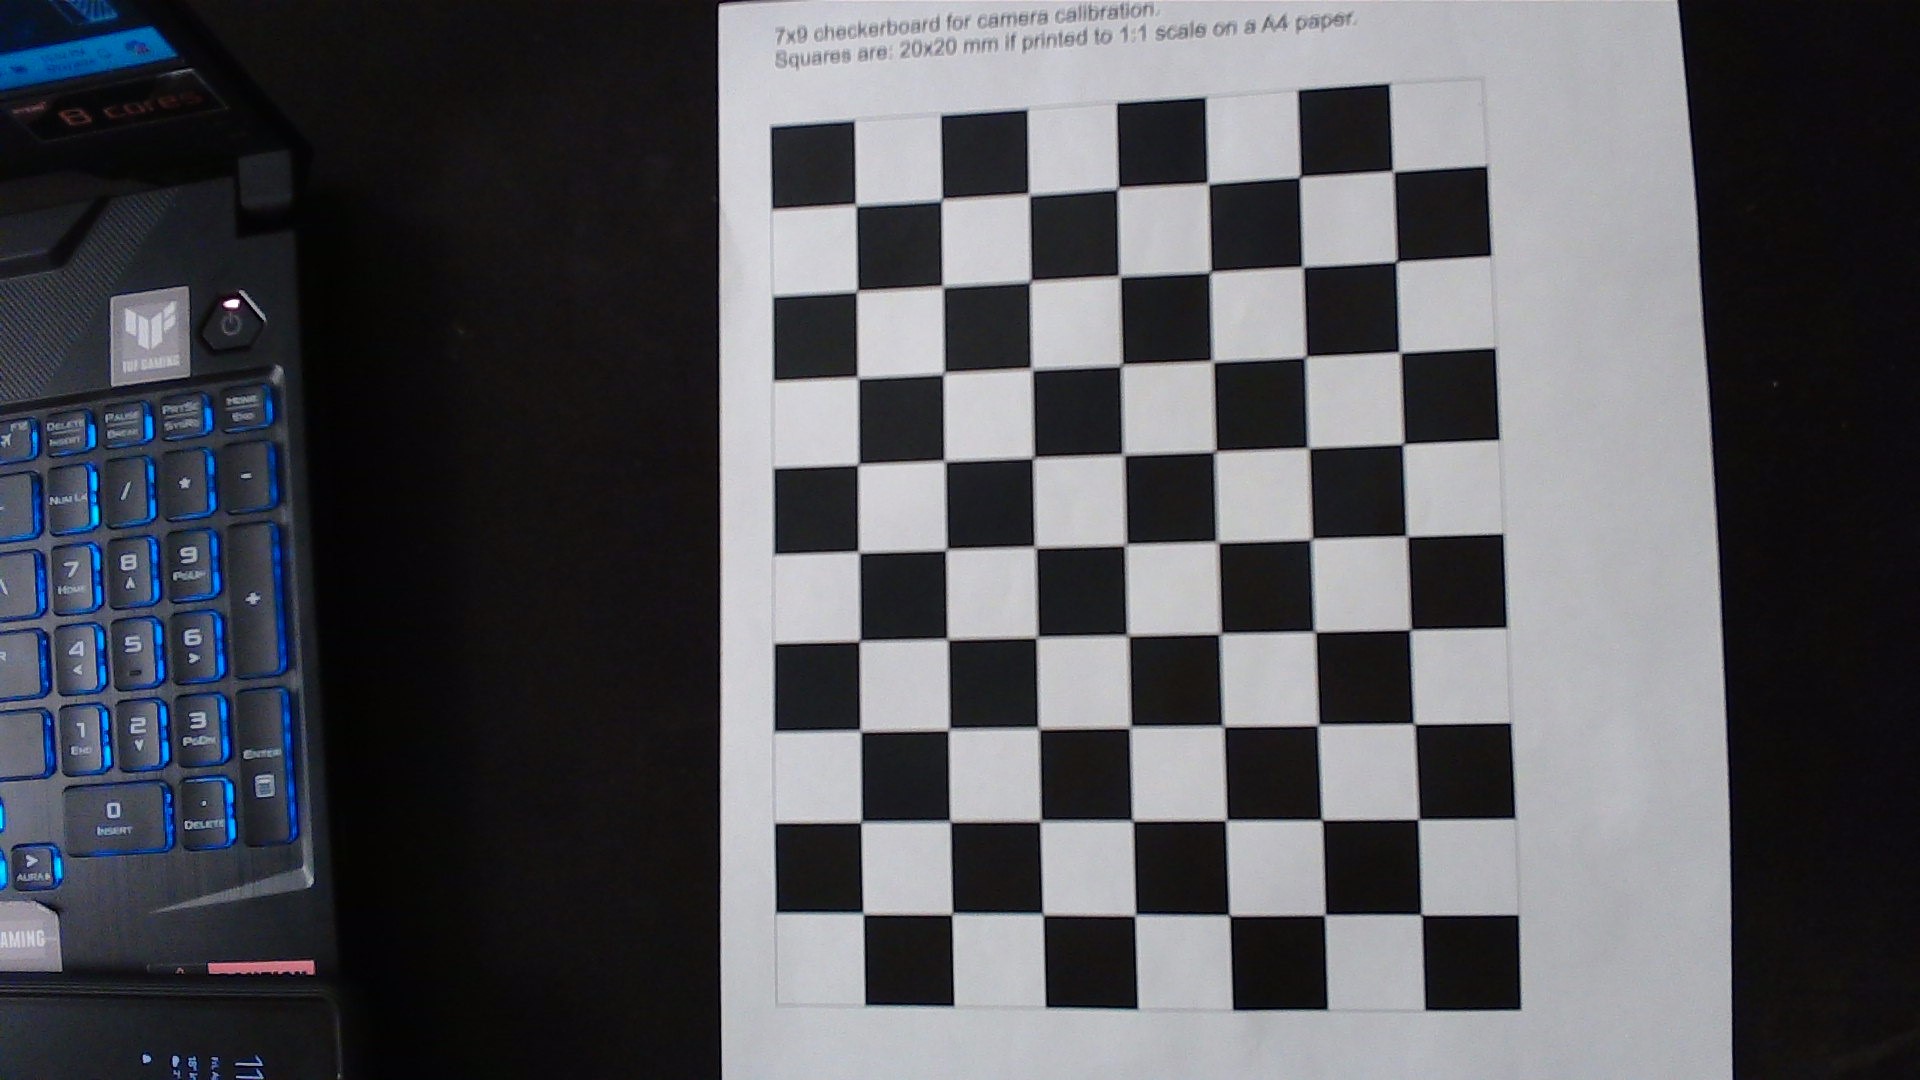 7x9 checkerboard for camera calibration.
Squares are: 20x20 mm if printed to 1:1 scale on a A4 paper.
8 cores
TUF GAMING
F12
DELETE
INSERT
PAUSE
BREAK
PRTSC
SYSRQ
HOME
END
NUM LK
/
*
-
7
HOME
8
9
PGUP
+
4
<
5
6
>
1
END
2
3
PGDN
ENTER
0
INSERT
.
DELETE
AURA
AMING
11